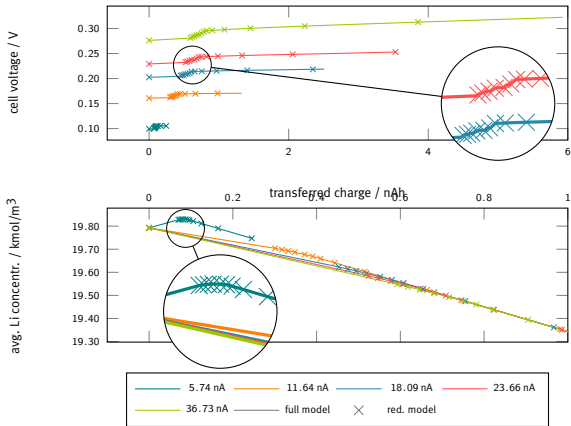 cell voltage / V
0.30
0.25
0.20
0.15
0.10
0 2 4 6
transferred charge / nAh
0 0.2 0.4 0.6 0.8 1
avg. Li concentr. / kmol/m³
19.80
19.70
19.60
19.50
19.40
19.30
5.74 nA 11.64 nA 18.09 nA 23.66 nA
36.73 nA full model red. model